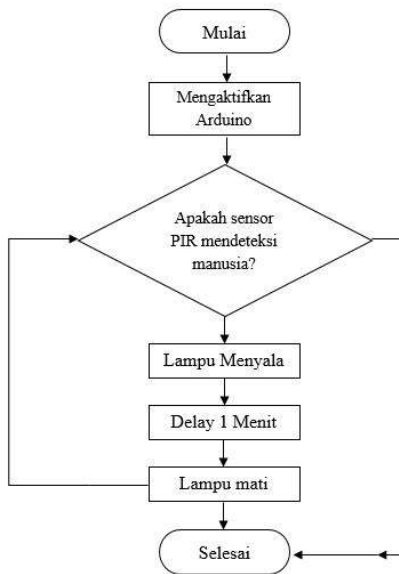 Mulai
Mengaktifkan
Arduino
Apakah sensor
PIR mendeteksi
manusia?
Lampu Menyala
Delay 1 Menit
Lampu mati
Selesai